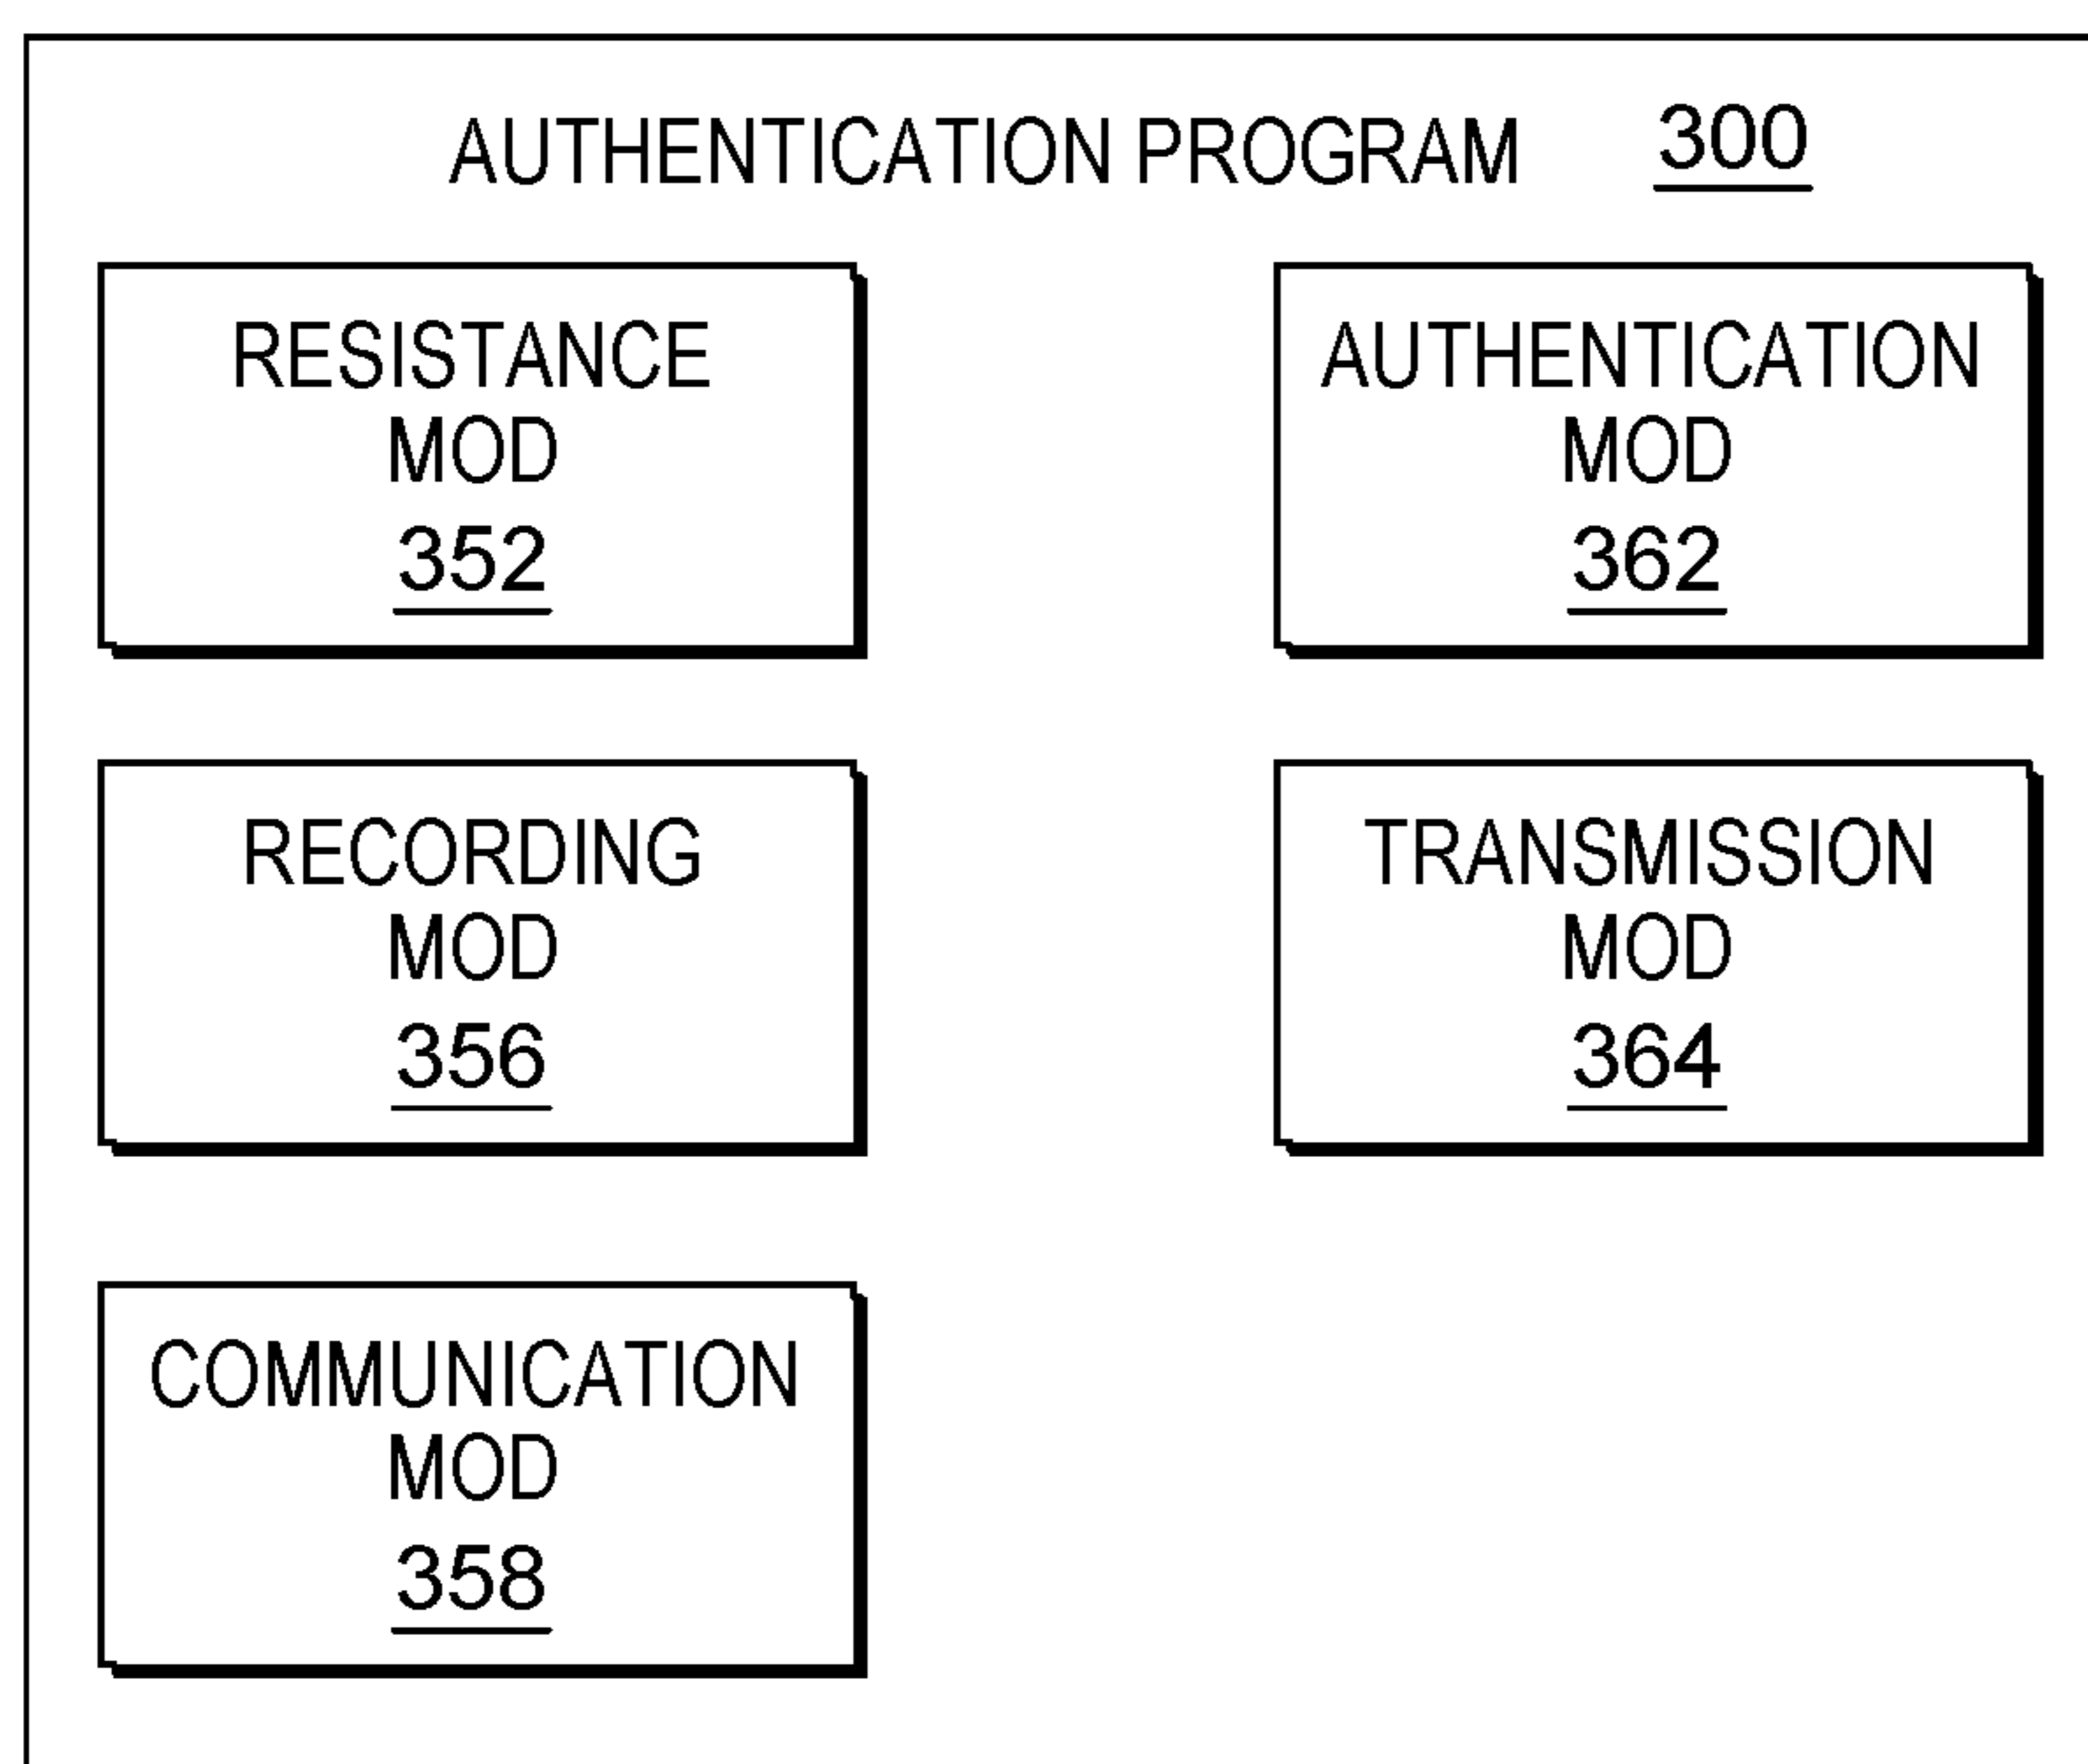 AUTHENTICATION PROGRAM 300
RESISTANCE
MOD
352
AUTHENTICATION
MOD
362
RECORDING
MOD
356
TRANSMISSION
MOD
364
COMMUNICATION
MOD
358